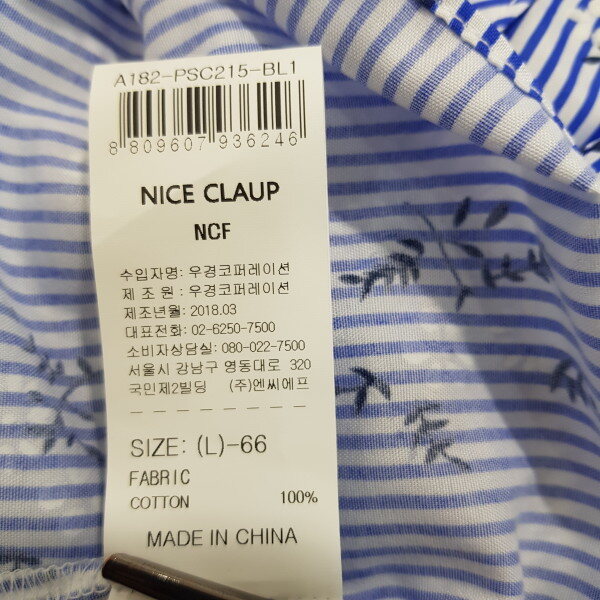 A182-PSC215-BL1
8 809607 936246
NICE CLAUP
NCF
수입자명: 우경코퍼레이션
제 조 원 : 우경코퍼레이션
제조년월: 2018.03
대표전화: 02-6250-7500
소비자상담실: 080-022-7500
서울시 강남구 영동대로 320
국민제2빌딩 (주)엔씨에프
SIZE: (L)-66
FABRIC
COTTON 100%
MADE IN CHINA